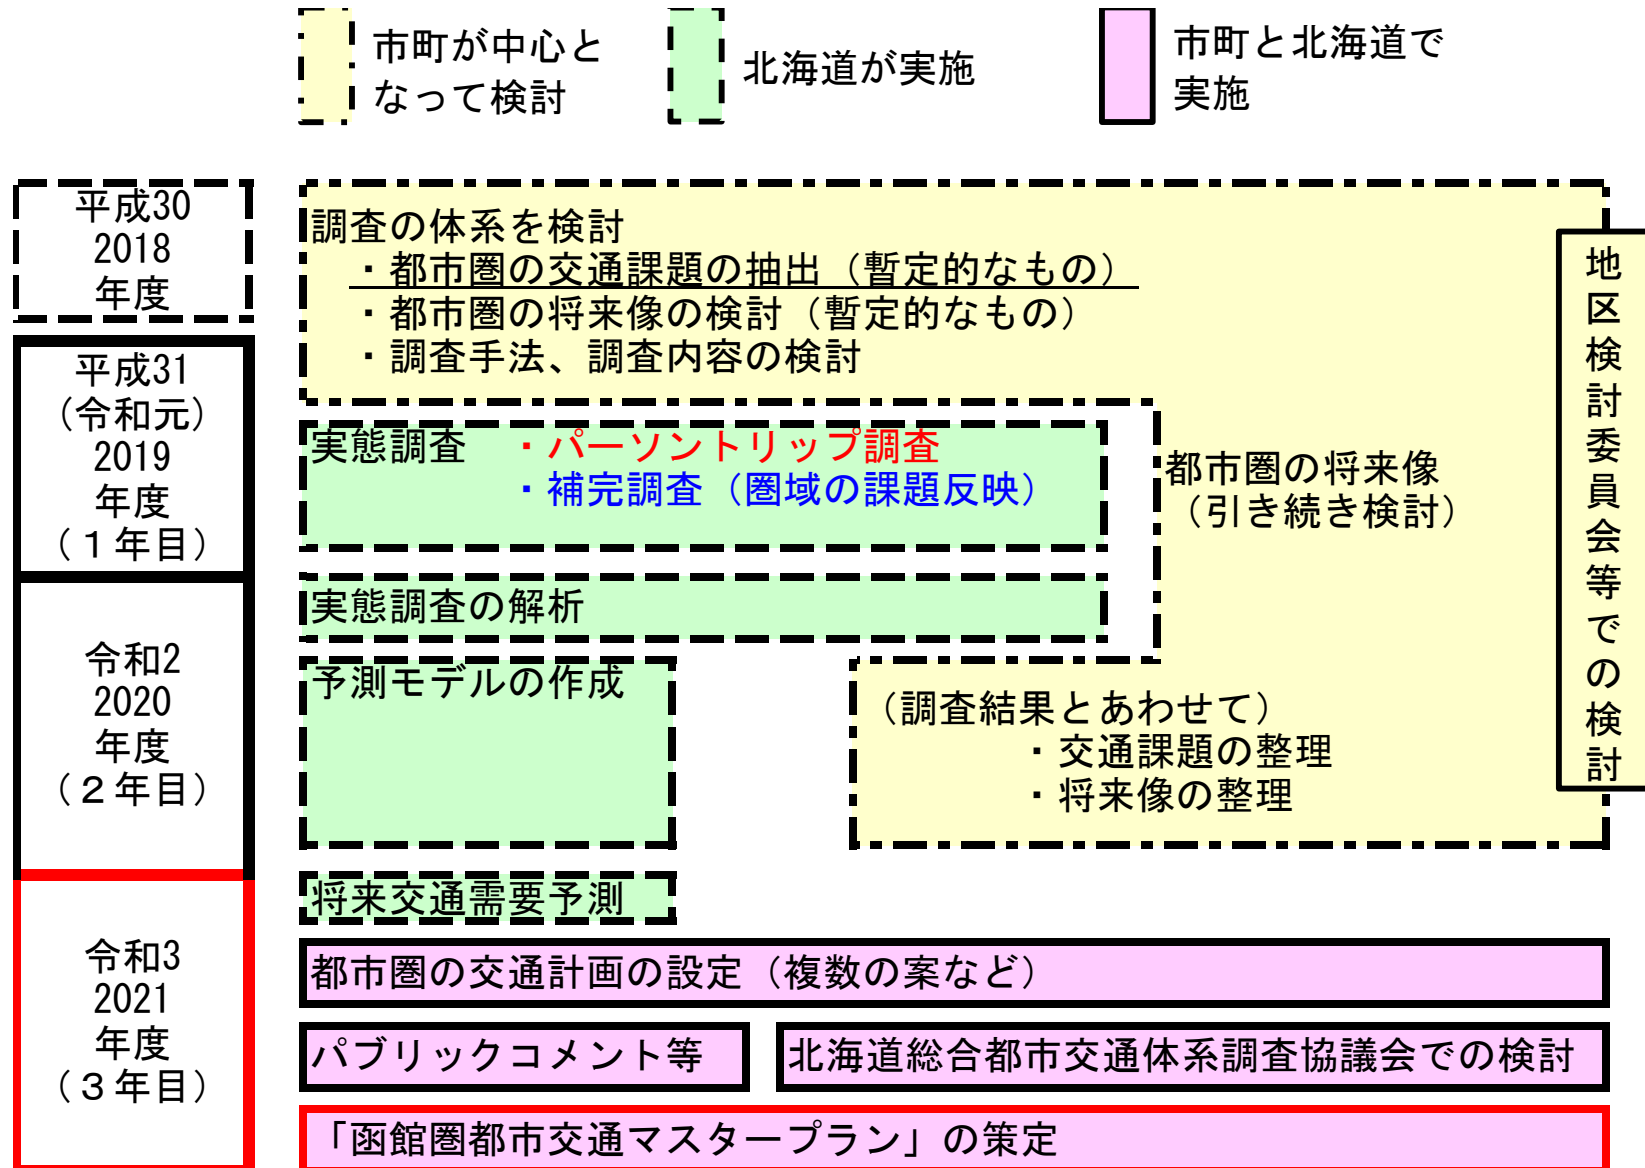 市町が中心と
なって検討
北海道が実施
市町と北海道で
実施
平成30
2018
年度
調査の体系を検討
・都市圏の交通課題の抽出（暫定的なもの）
・都市圏の将来像の検討（暫定的なもの）
・調査手法、調査内容の検討
地区検討委員会等での検討
平成31
（令和元）
2019
年度
（１年目）
実態調査　・パーソントリップ調査
・補完調査（圏域の課題反映）
都市圏の将来像
（引き続き検討）
実態調査の解析
令和2
2020
年度
（２年目）
予測モデルの作成
（調査結果とあわせて）
・交通課題の整理
・将来像の整理
将来交通需要予測
令和3
2021
年度
（３年目）
都市圏の交通計画の設定（複数の案など）
パブリックコメント等
北海道総合都市交通体系調査協議会での検討
「函館圏都市交通マスタープラン」の策定